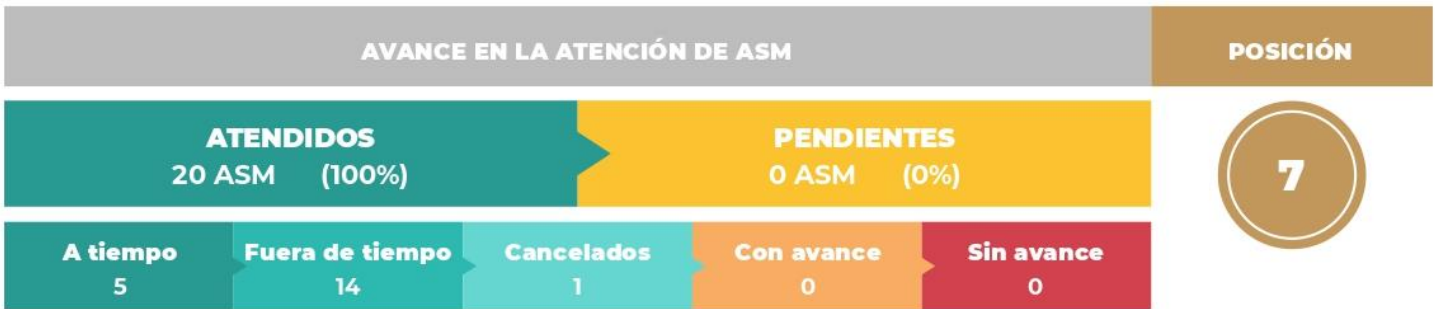 AVANCE EN LA ATENCIÓN DE ASM
POSICIÓN
ATENDIDOS
20 ASM (100%)
PENDIENTES
0 ASM (0%)
7
A tiempo
5
Fuera de tiempo
14
Cancelados
1
Con avance
0
Sin avance
0